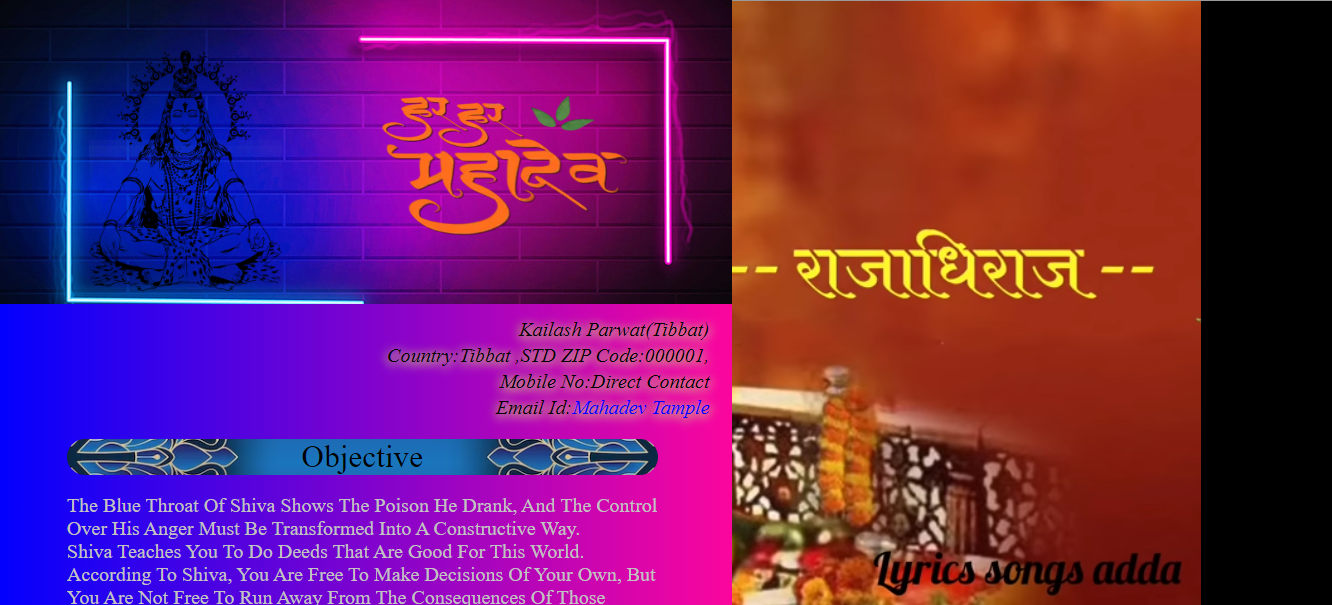 हर हर
महादेव
Kailash Parwat(Tibbat)
Country:Tibbat ,STD ZIP Code:000001,
Mobile No:Direct Contact
Email Id:Mahadev Tample
Objective
The Blue Throat Of Shiva Shows The Poison He Drank, And The Control
Over His Anger Must Be Transformed Into A Constructive Way.
Shiva Teaches You To Do Deeds That Are Good For This World.
According To Shiva, You Are Free To Make Decisions Of Your Own, But
You Are Not Free To Run Away From The Consequences Of Those
-- राजाधिराज --
Lyrics songs adda